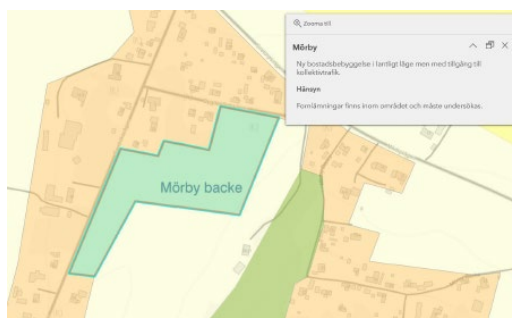 Zooma till
Mörby
Ny bostadsbebyggelse i lantligt läge men med tillgång till
kollektivtrafik.
Hänsyn
Fornlämningar finns inom området och måste undersökas.
Mörby backe